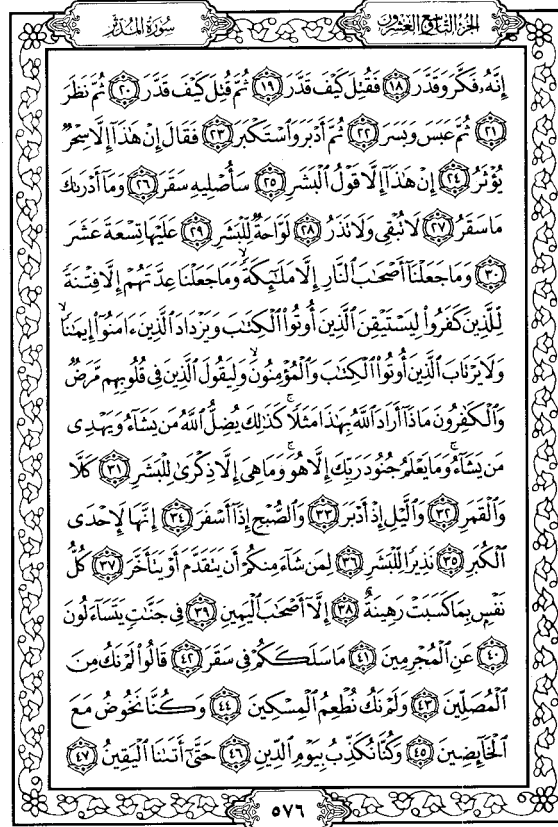 الجزء التاسع والعشرون
سورة المدثر
إِنَّهُۥ فَكَّرَ وَقَدَّرَ ١٨ فَقُتِلَ كَيْفَ قَدَّرَ ١٩ ثُمَّ قُتِلَ كَيْفَ قَدَّرَ ٢٠ ثُمَّ نَظَرَ
٢١ ثُمَّ عَبَسَ وَبَسَرَ ٢٢ ثُمَّ أَدْبَرَ وَٱسْتَكْبَرَ ٢٣ فَقَالَ إِنْ هَٰذَآ إِلَّا سِحْرٌ
يُؤْثَرُ ٢٤ إِنْ هَٰذَآ إِلَّا قَوْلُ ٱلْبَشَرِ ٢٥ سَأُصْلِيهِ سَقَرَ ٢٦ وَمَآ أَدْرَىٰكَ
مَا سَقَرُ ٢٧ لَا تُبْقِى وَلَا تَذَرُ ٢٨ لَوَّاحَةٌ لِّلْبَشَرِ ٢٩ عَلَيْهَا تِسْعَةَ عَشَرَ
٣٠ وَمَا جَعَلْنَآ أَصْحَٰبَ ٱلنَّارِ إِلَّا مَلَٰٓئِكَةً ۙ وَمَا جَعَلْنَا عِدَّتَهُمْ إِلَّا فِتْنَةً
لِّلَّذِينَ كَفَرُوا۟ لِيَسْتَيْقِنَ ٱلَّذِينَ أُوتُوا۟ ٱلْكِتَٰبَ وَيَزْدَادَ ٱلَّذِينَ ءَامَنُوٓا۟ إِيمَٰنًا ۙ
وَلَا يَرْتَابَ ٱلَّذِينَ أُوتُوا۟ ٱلْكِتَٰبَ وَٱلْمُؤْمِنُونَ ۙ وَلِيَقُولَ ٱلَّذِينَ فِى قُلُوبِهِم مَّرَضٌ
وَٱلْكَٰفِرُونَ مَاذَآ أَرَادَ ٱللَّهُ بِهَٰذَا مَثَلًا ۚ كَذَٰلِكَ يُضِلُّ ٱللَّهُ مَن يَشَآءُ وَيَهْدِى
مَن يَشَآءُ ۚ وَمَا يَعْلَمُ جُنُودَ رَبِّكَ إِلَّا هُوَ ۚ وَمَا هِىَ إِلَّا ذِكْرَىٰ لِلْبَشَرِ ٣١ كَلَّا
وَٱلْقَمَرِ ٣٢ وَٱلَّيْلِ إِذْ أَدْبَرَ ٣٣ وَٱلصُّبْحِ إِذَآ أَسْفَرَ ٣٤ إِنَّهَا لَإِحْدَى
ٱلْكُبَرِ ٣٥ نَذِيرًا لِّلْبَشَرِ ٣٦ لِمَن شَآءَ مِنكُمْ أَن يَتَقَدَّمَ أَوْ يَتَأَخَّرَ ٣٧ كُلُّ
نَفْسٍۭ بِمَا كَسَبَتْ رَهِينَةٌ ٣٨ إِلَّآ أَصْحَٰبَ ٱلْيَمِينِ ٣٩ فِى جَنَّٰتٍ يَتَسَآءَلُونَ
٤٠ عَنِ ٱلْمُجْرِمِينَ ٤١ مَا سَلَكَكُمْ فِى سَقَرَ ٤٢ قَالُوا۟ لَمْ نَكُ مِنَ
ٱلْمُصَلِّينَ ٤٣ وَلَمْ نَكُ نُطْعِمُ ٱلْمِسْكِينَ ٤٤ وَكُنَّا نَخُوضُ مَعَ
ٱلْخَآئِضِينَ ٤٥ وَكُنَّا نُكَذِّبُ بِيَوْمِ ٱلدِّينِ ٤٦ حَتَّىٰٓ أَتَىٰنَا ٱلْيَقِينُ ٤٧
٥٧٦